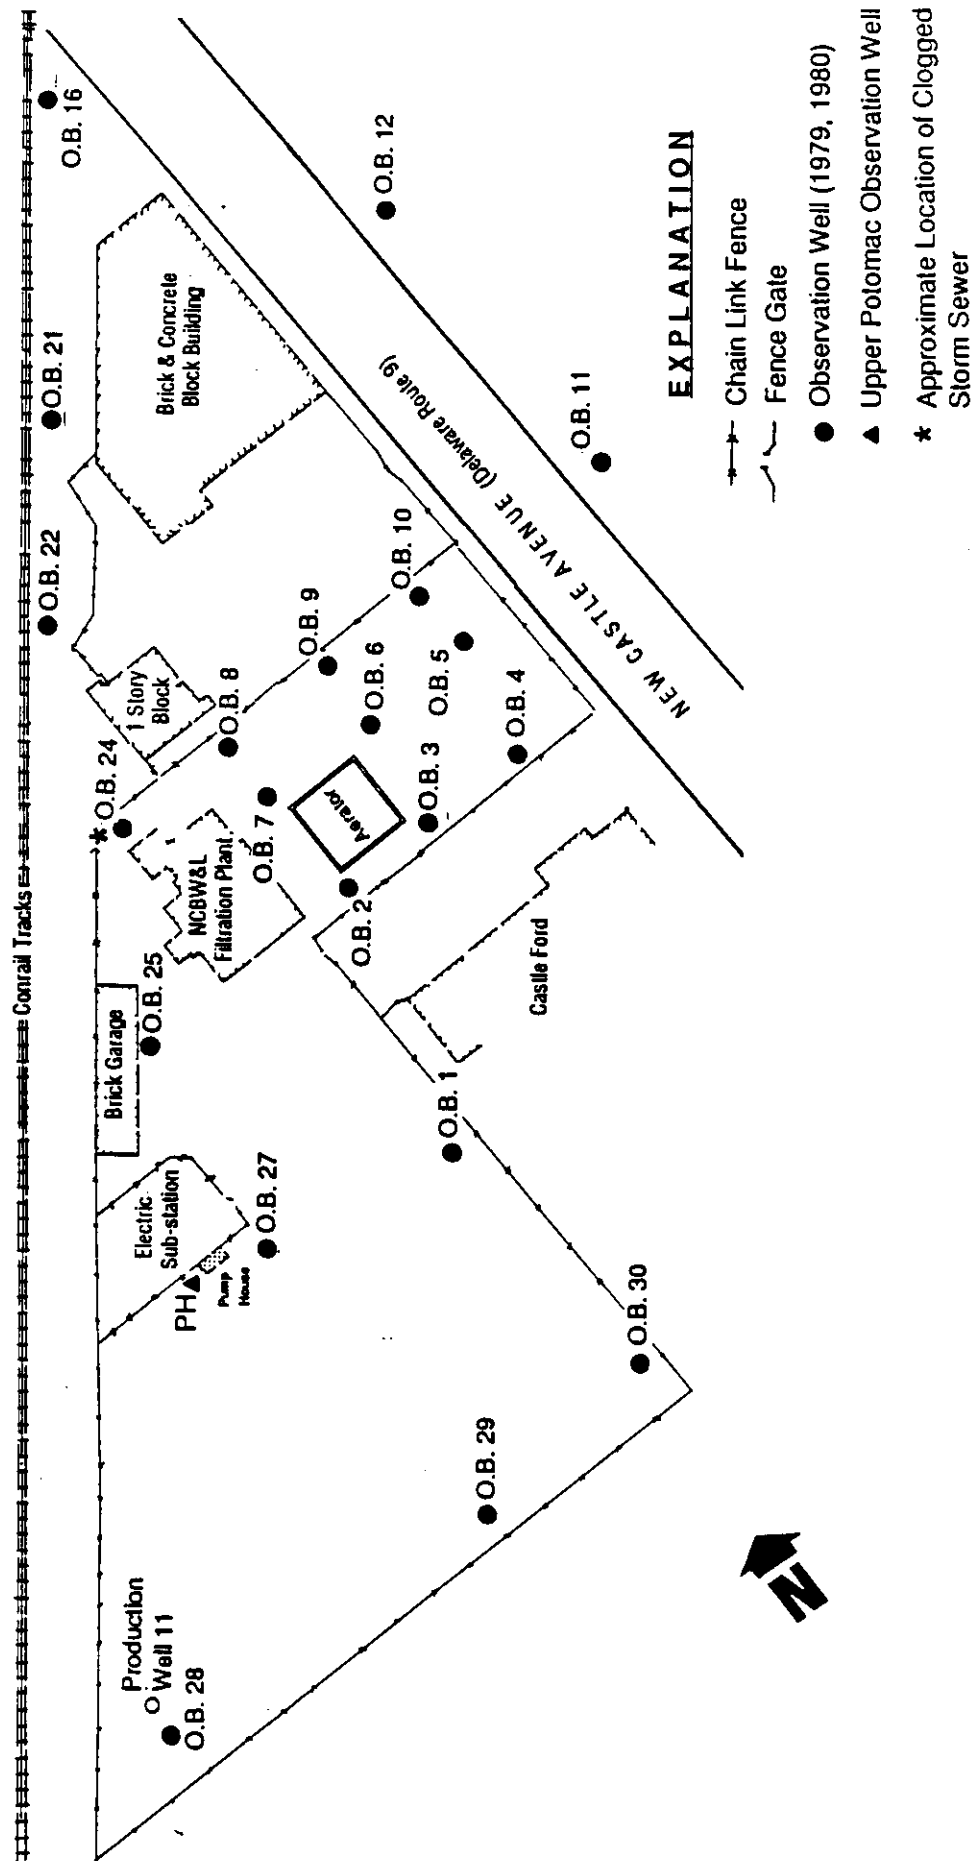 Conrail Tracks
O.B. 16
O.B. 21
O.B. 22
O.B. 24
*
O.B. 25
O.B. 12
O.B. 11
Brick & Concrete
Block Building
1 Story
Block
O.B. 8
O.B. 9
O.B. 10
O.B. 6
O.B. 5
O.B. 4
O.B. 7
O.B. 3
O.B. 2
Aerator
NCBW&L
Filtration Plant
Brick Garage
Electric
Sub-station
PH
Pump
House
O.B. 27
O.B. 1
Castle Ford
NEW CASTLE AVENUE (Delaware Route 9)
O.B. 30
O.B. 29
Production
Well 11
O.B. 28
N
EXPLANATION
Chain Link Fence
Fence Gate
Observation Well (1979, 1980)
Upper Potomac Observation Well
* Approximate Location of Clogged
Storm Sewer